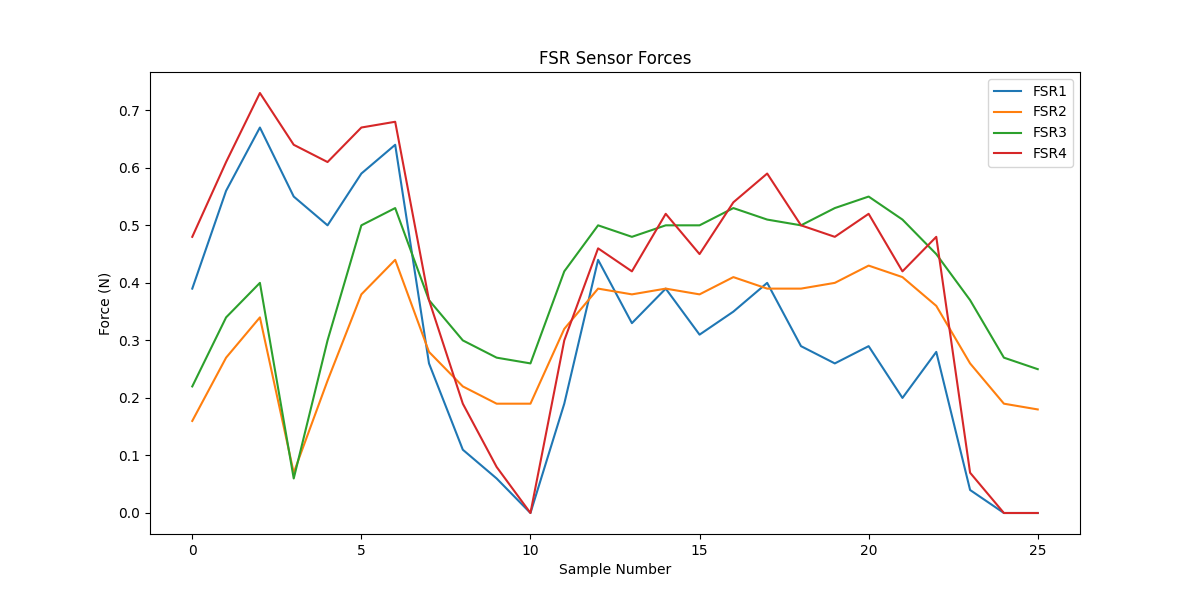 FSR Sensor Forces
FSR1
FSR2
FSR3
FSR4
Force (N)
0.7
0.6
0.5
0.4
0.3
0.2
0.1
0.0
0 5 10 15 20 25
Sample Number